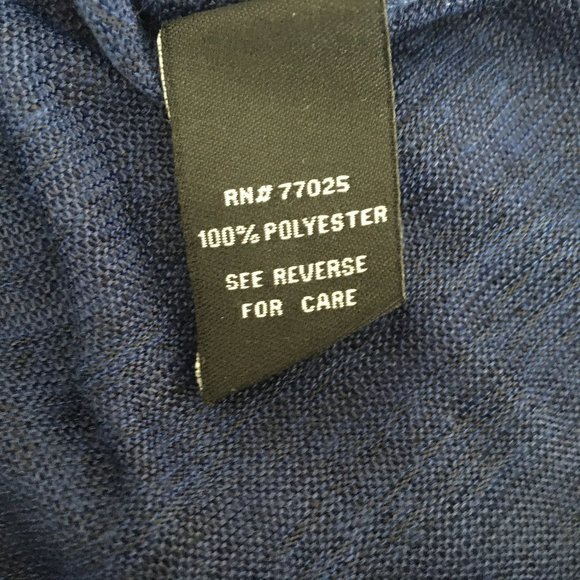 RN# 77025
100% POLYESTER
SEE REVERSE
FOR CARE